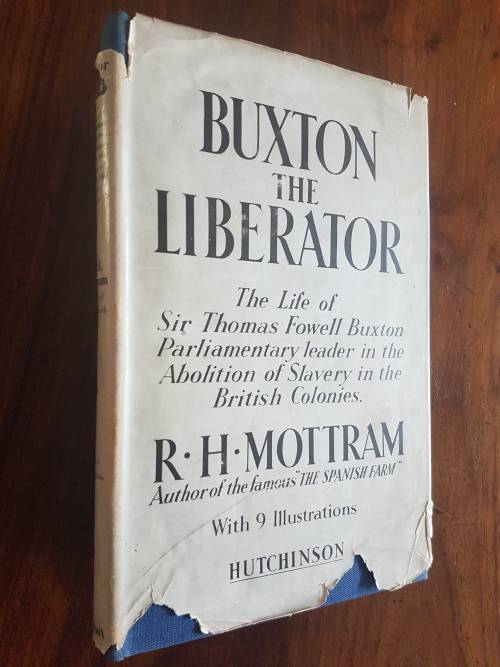 BUXTON
THE
LIBERATOR
The Life of
Sir Thomas Fowell Buxton
Parliamentary leader in the
Abolition of Slavery in the
British Colonies.
R·H·MOTTRAM
Author of the famous "THE SPANISH FARM"
With 9 Illustrations
HUTCHINSON